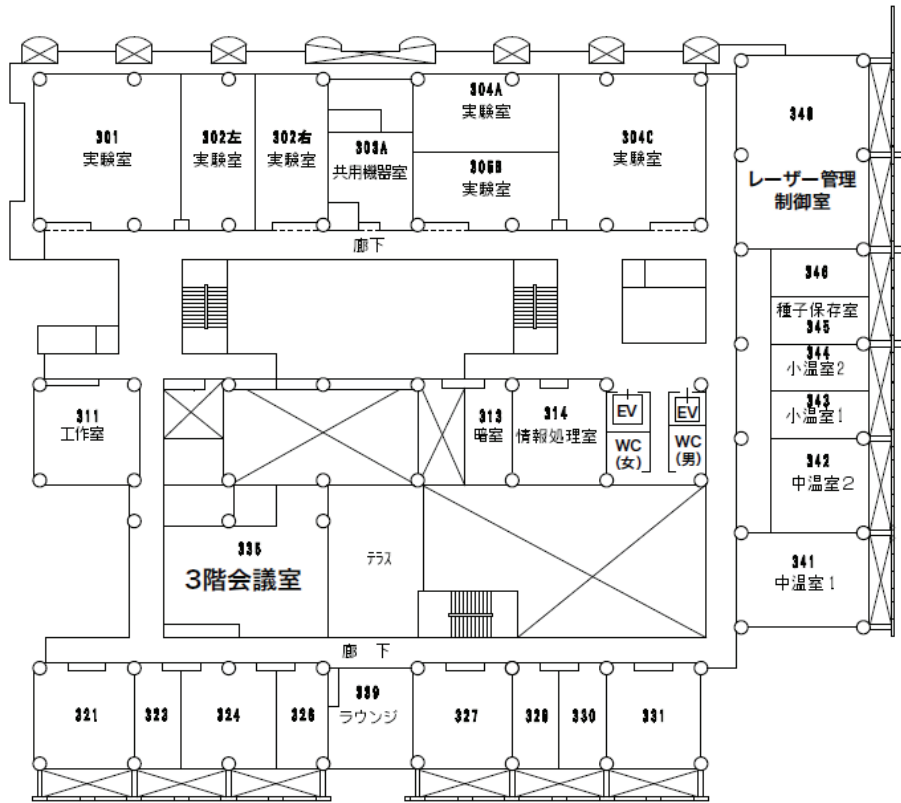 301
実験室
302左
実験室
302右
実験室
303A
共用機器室
304A
実験室
305B
実験室
304C
実験室
348
レーザー管理
制御室
廊下
346
種子保存室
345
344
小温室2
343
小温室1
342
中温室2
341
中温室1
311
工作室
313
暗室
314
情報処理室
EV
WC
(女)
EV
WC
(男)
335
3階会議室
テラス
廊下
321
323
324
326
339
ラウンジ
327
329
330
331